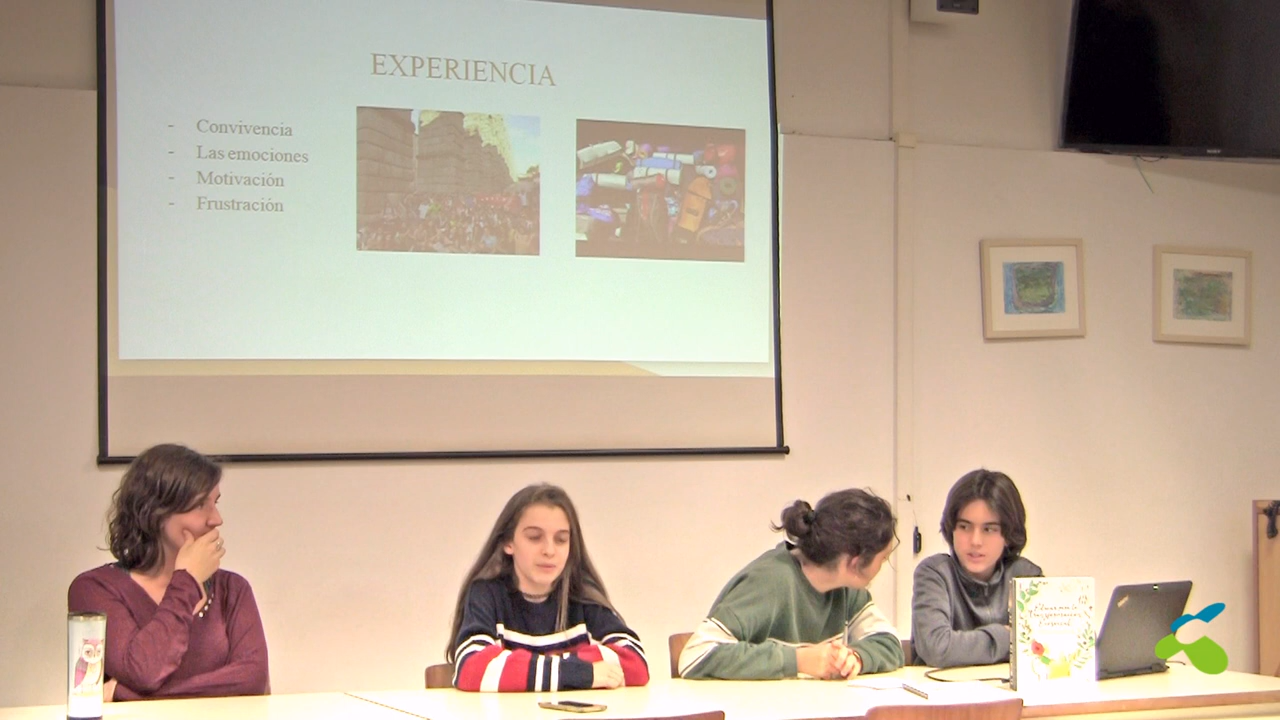 EXPERIENCIA
- Convivencia
- Las emociones
- Motivación
- Frustración